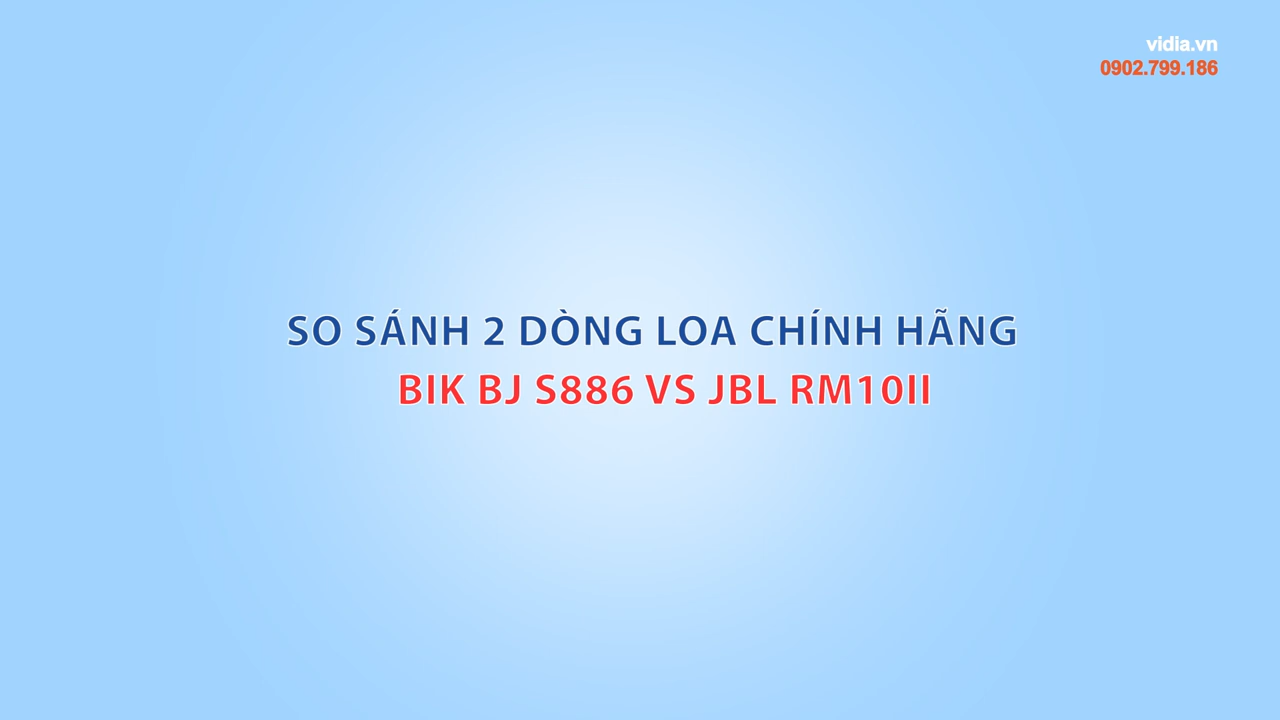 vidia.vn
0902.799.186
SO SÁNH 2 DÒNG LOA CHÍNH HÃNG
BIK BJ S886 VS JBL RM10II